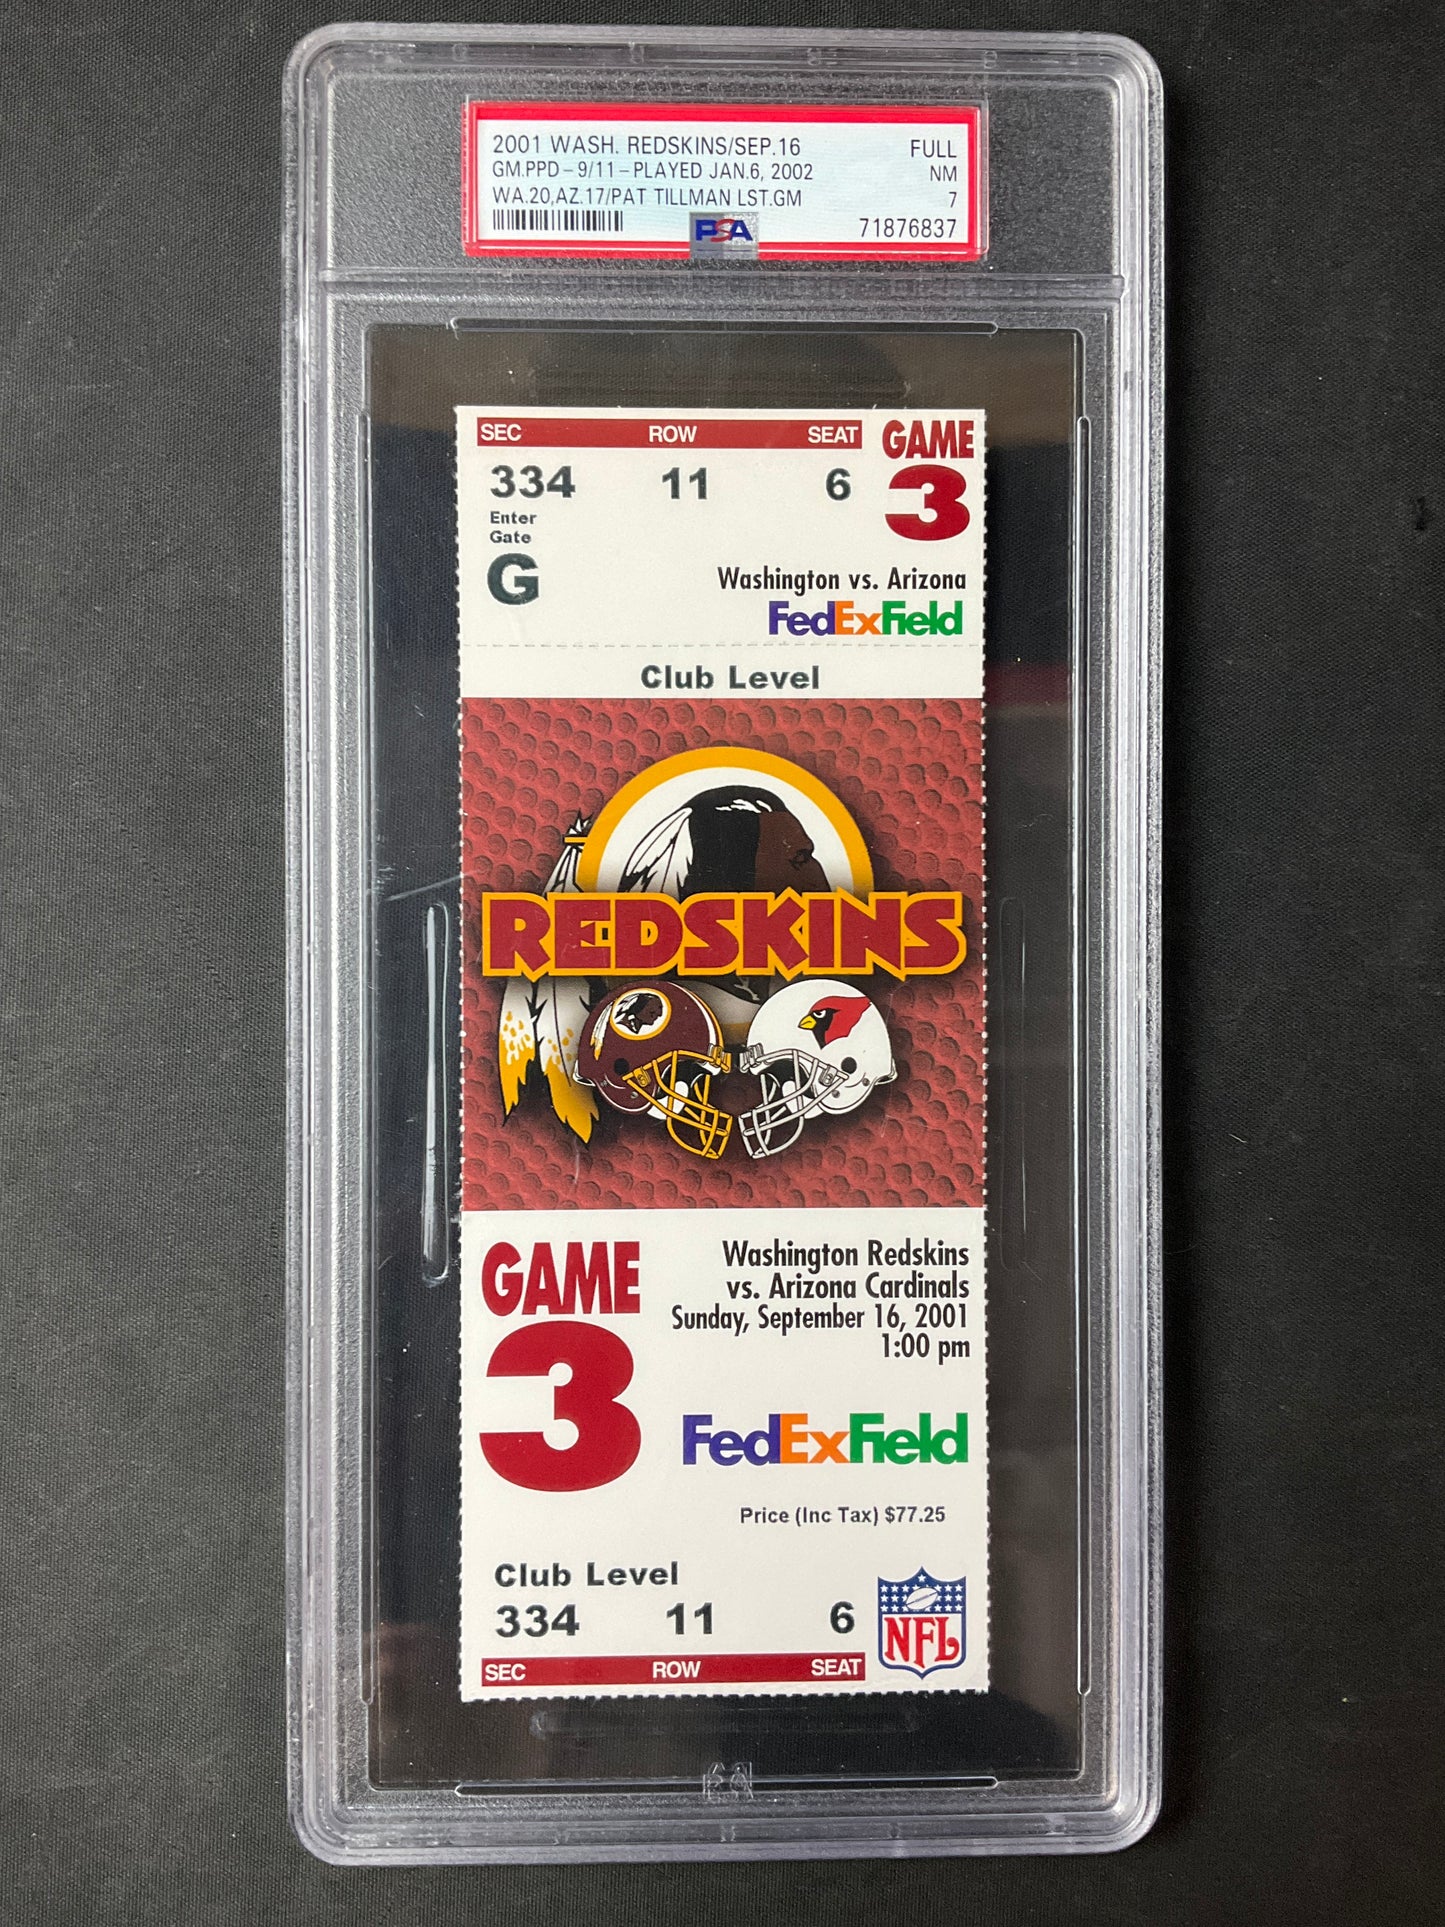 2001 WASH. REDSKINS/SEP.16 FULL
GM.PPD-9/11-PLAYED JAN.6, 2002 NM
WA.20,AZ.17/PAT TILLMAN LST.GM 7
PSA 71876837
SEC ROW SEAT GAME
334 11 6 3
Enter
Gate
G
Washington vs. Arizona
FedExField
Club Level
REDSKINS
GAME
3
Washington Redskins
vs. Arizona Cardinals
Sunday, September 16, 2001
1:00 pm
FedExField
Price (Inc Tax) $77.25
Club Level
334 11 6
SEC ROW SEAT
NFL